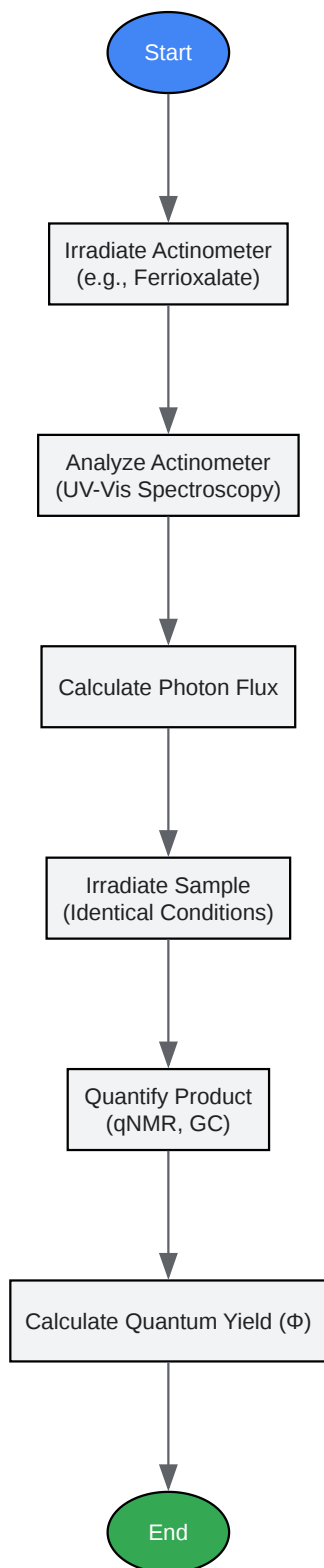 Start
Irradiate Actinometer
(e.g., Ferrioxalate)
Analyze Actinometer
(UV-Vis Spectroscopy)
Calculate Photon Flux
Irradiate Sample
(Identical Conditions)
Quantify Product
(qNMR, GC)
Calculate Quantum Yield (Φ)
End